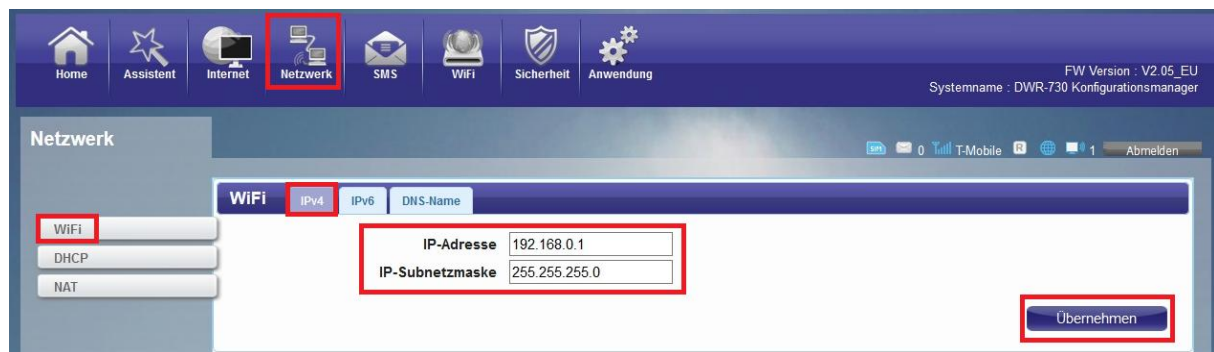 Home Assistent Internet Netzwerk SMS WiFi Sicherheit Anwendung
FW Version : V2.05_EU
Systemname : DWR-730 Konfigurationsmanager
Netzwerk
SIM 0 T-Mobile R 1 Abmelden
WiFi IPv4 IPv6 DNS-Name
WiFi
DHCP
NAT
IP-Adresse 192.168.0.1
IP-Subnetzmaske 255.255.255.0
Übernehmen